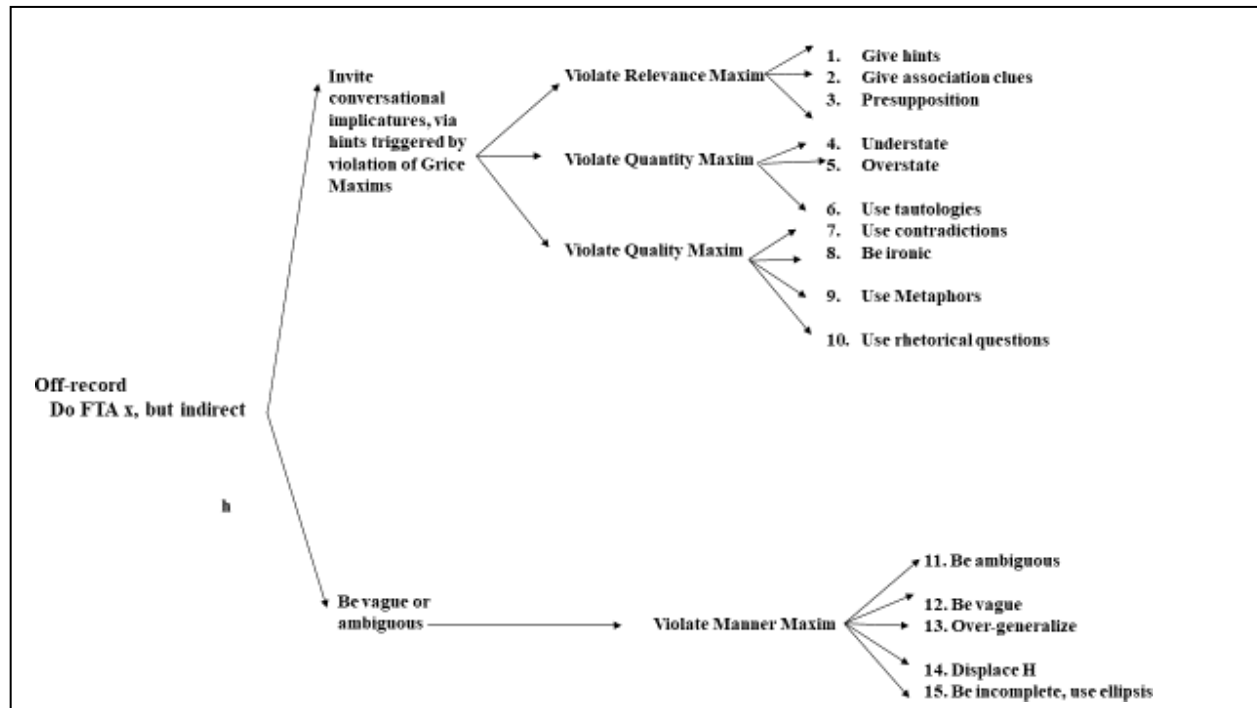 Invite
conversational
implicatures, via
hints triggered by
violation of Grice
Maxims
Violate Relevance Maxim
1. Give hints
2. Give association clues
3. Presupposition
Violate Quantity Maxim
4. Understate
5. Overstate
6. Use tautologies
Violate Quality Maxim
7. Use contradictions
8. Be ironic
9. Use Metaphors
10. Use rhetorical questions
Off-record
Do FTA x, but indirect
h
Be vague or
ambiguous
Violate Manner Maxim
11. Be ambiguous
12. Be vague
13. Over-generalize
14. Displace H
15. Be incomplete, use ellipsis